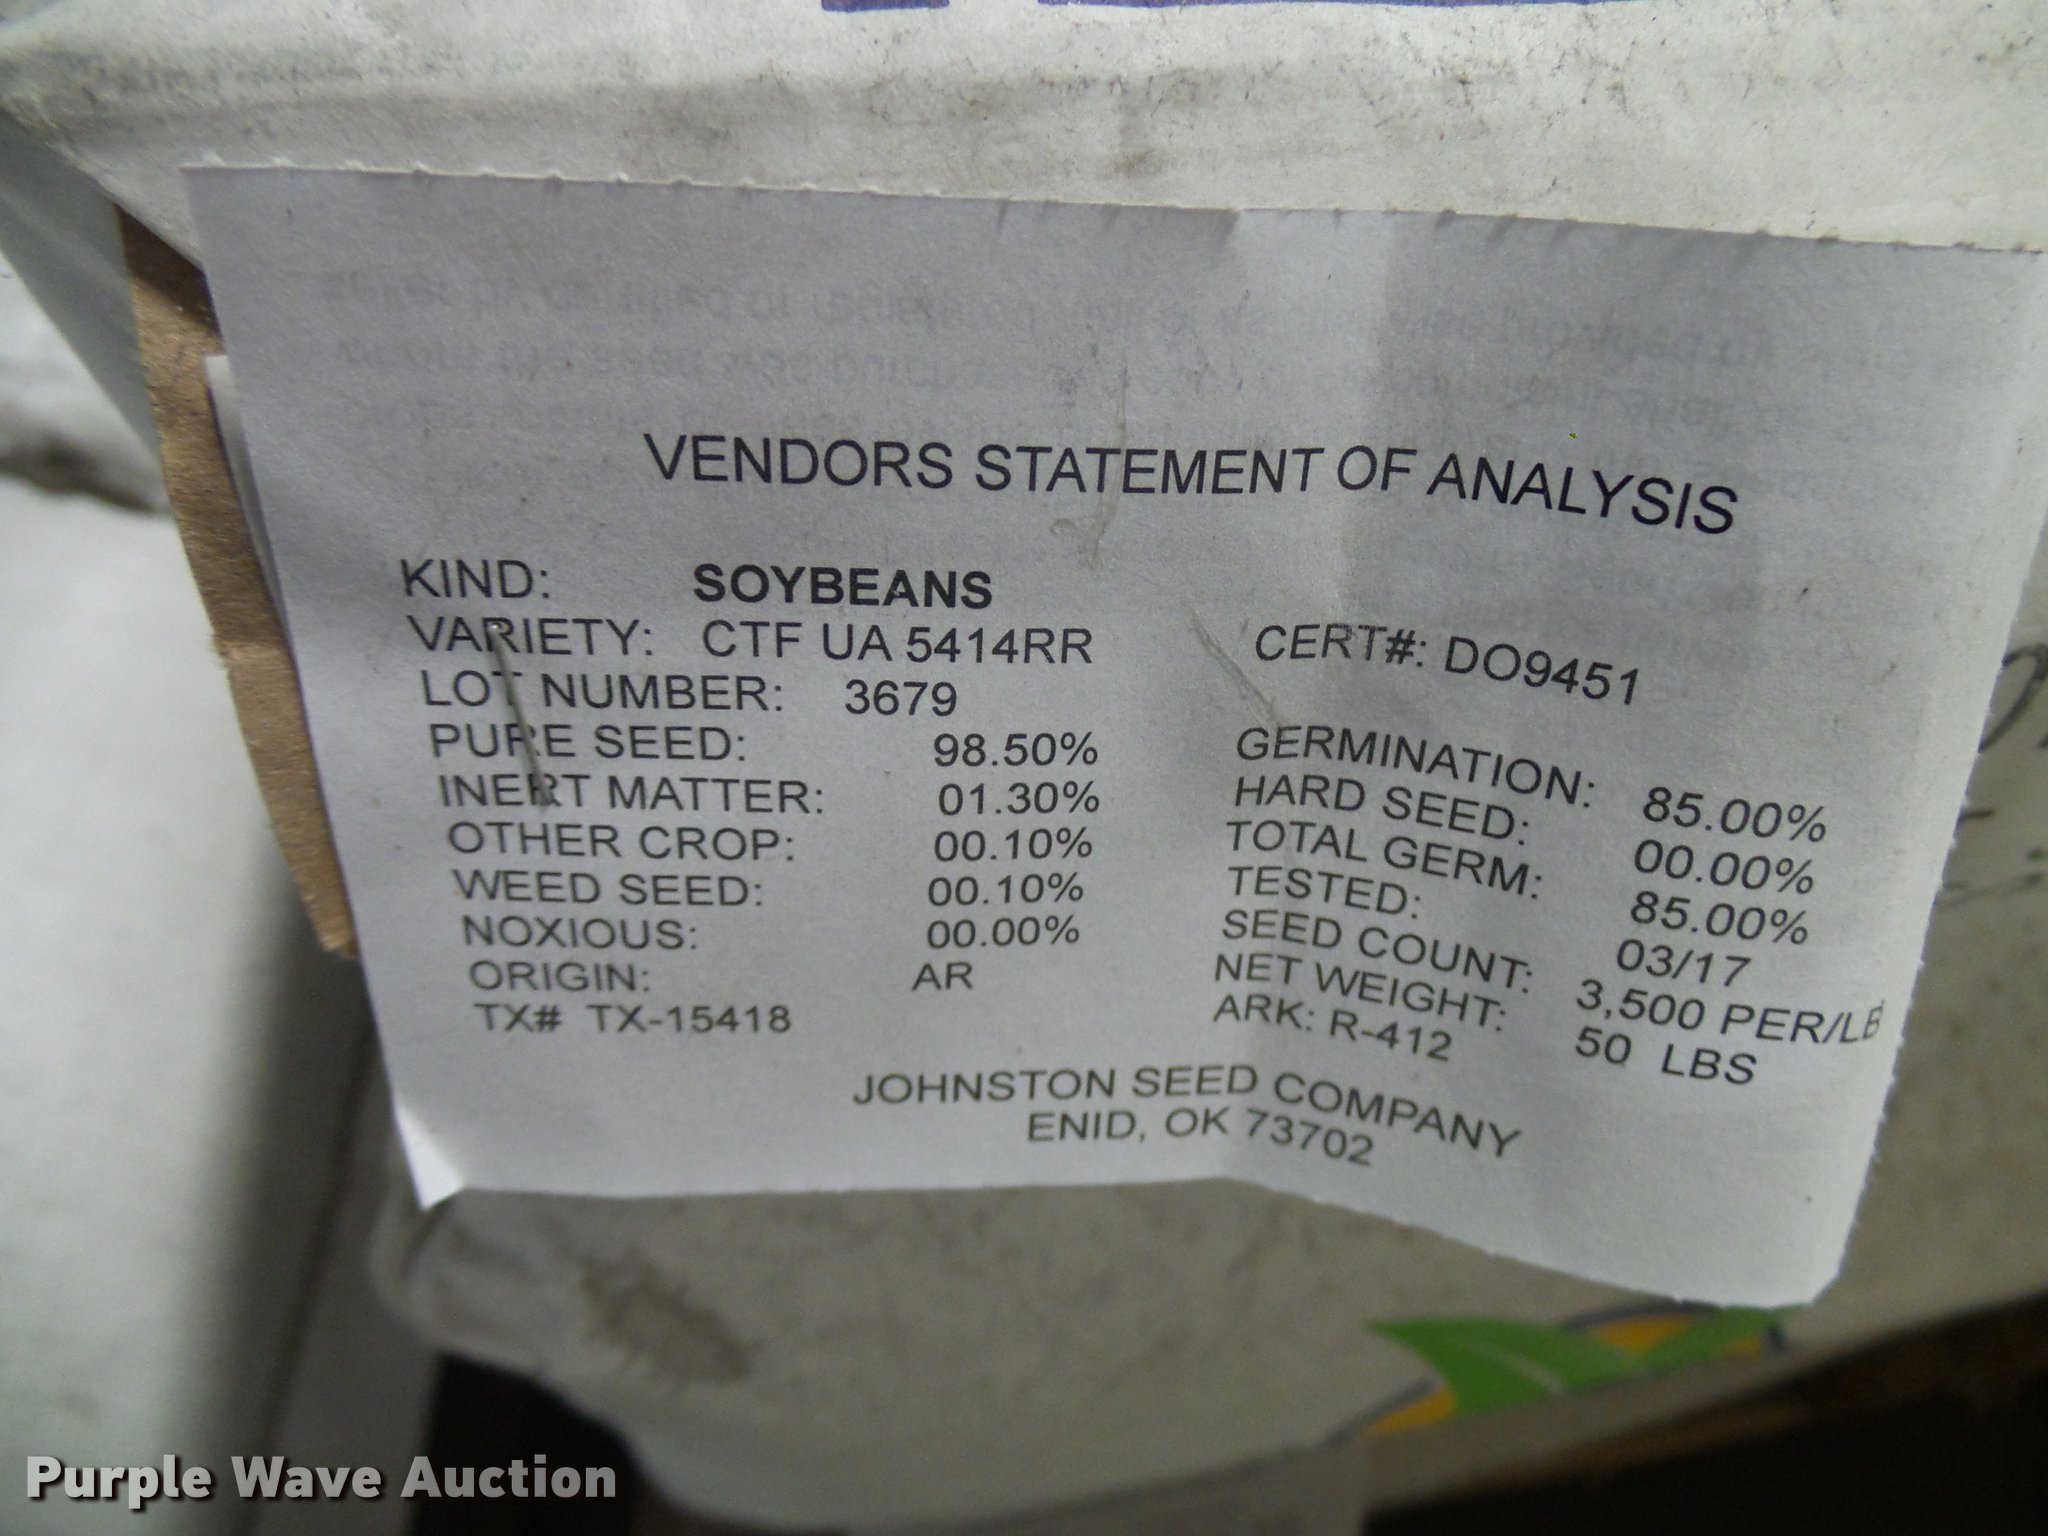 VENDORS STATEMENT OF ANALYSIS
KIND: SOYBEANS
VARIETY: CTF UA 5414RR CERT#: DO9451
LOT NUMBER: 3679
PURE SEED: 98.50% GERMINATION: 85.00%
INERT MATTER: 01.30% HARD SEED: 00.00%
OTHER CROP: 00.10% TOTAL GERM: 85.00%
WEED SEED: 00.10% TESTED: 03/17
NOXIOUS: 00.00% SEED COUNT: 3,500 PER/LB
ORIGIN: AR NET WEIGHT: 50 LBS
TX# TX-15418 ARK: R-412
JOHNSTON SEED COMPANY
ENID, OK 73702
Purple Wave Auction